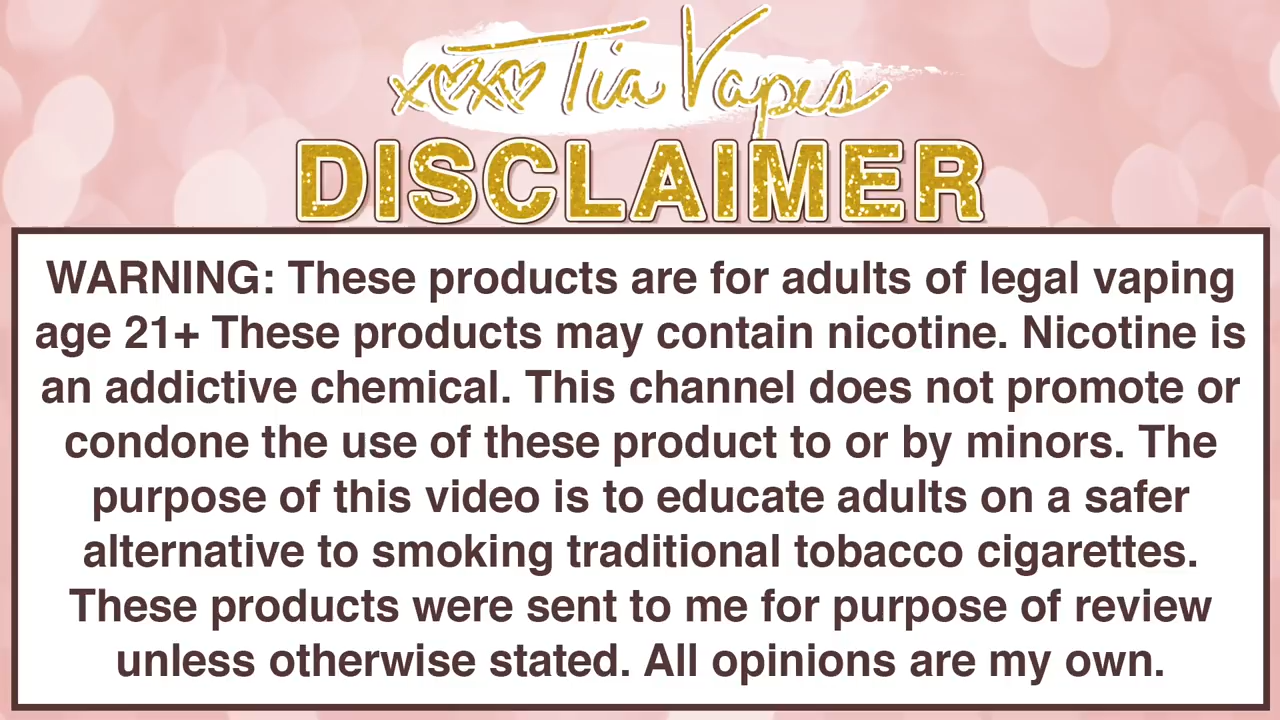 xoxo Tia Vapes
DISCLAIMER
WARNING: These products are for adults of legal vaping
age 21+ These products may contain nicotine. Nicotine is
an addictive chemical. This channel does not promote or
condone the use of these product to or by minors. The
purpose of this video is to educate adults on a safer
alternative to smoking traditional tobacco cigarettes.
These products were sent to me for purpose of review
unless otherwise stated. All opinions are my own.